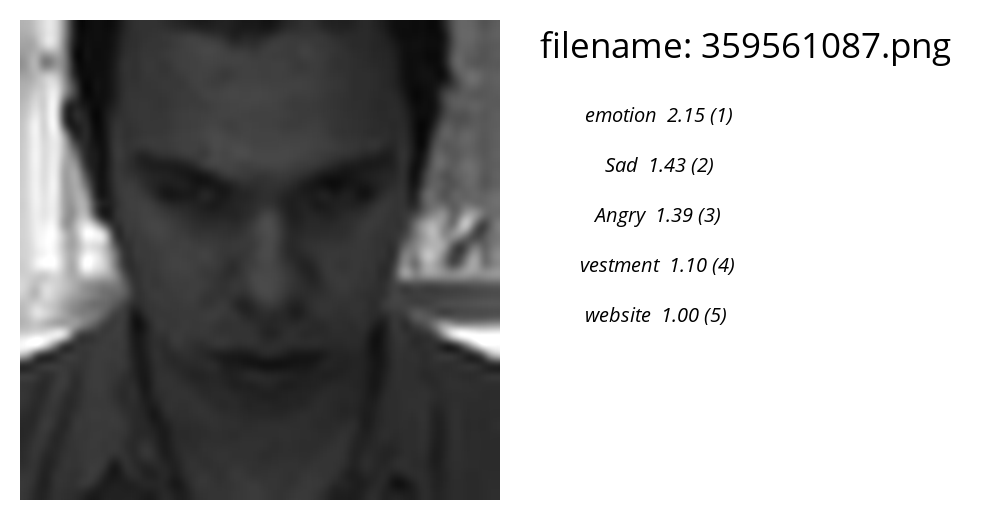 filename: 359561087.png
emotion 2.15 (1)
Sad 1.43 (2)
Angry 1.39 (3)
vestment 1.10 (4)
website 1.00 (5)